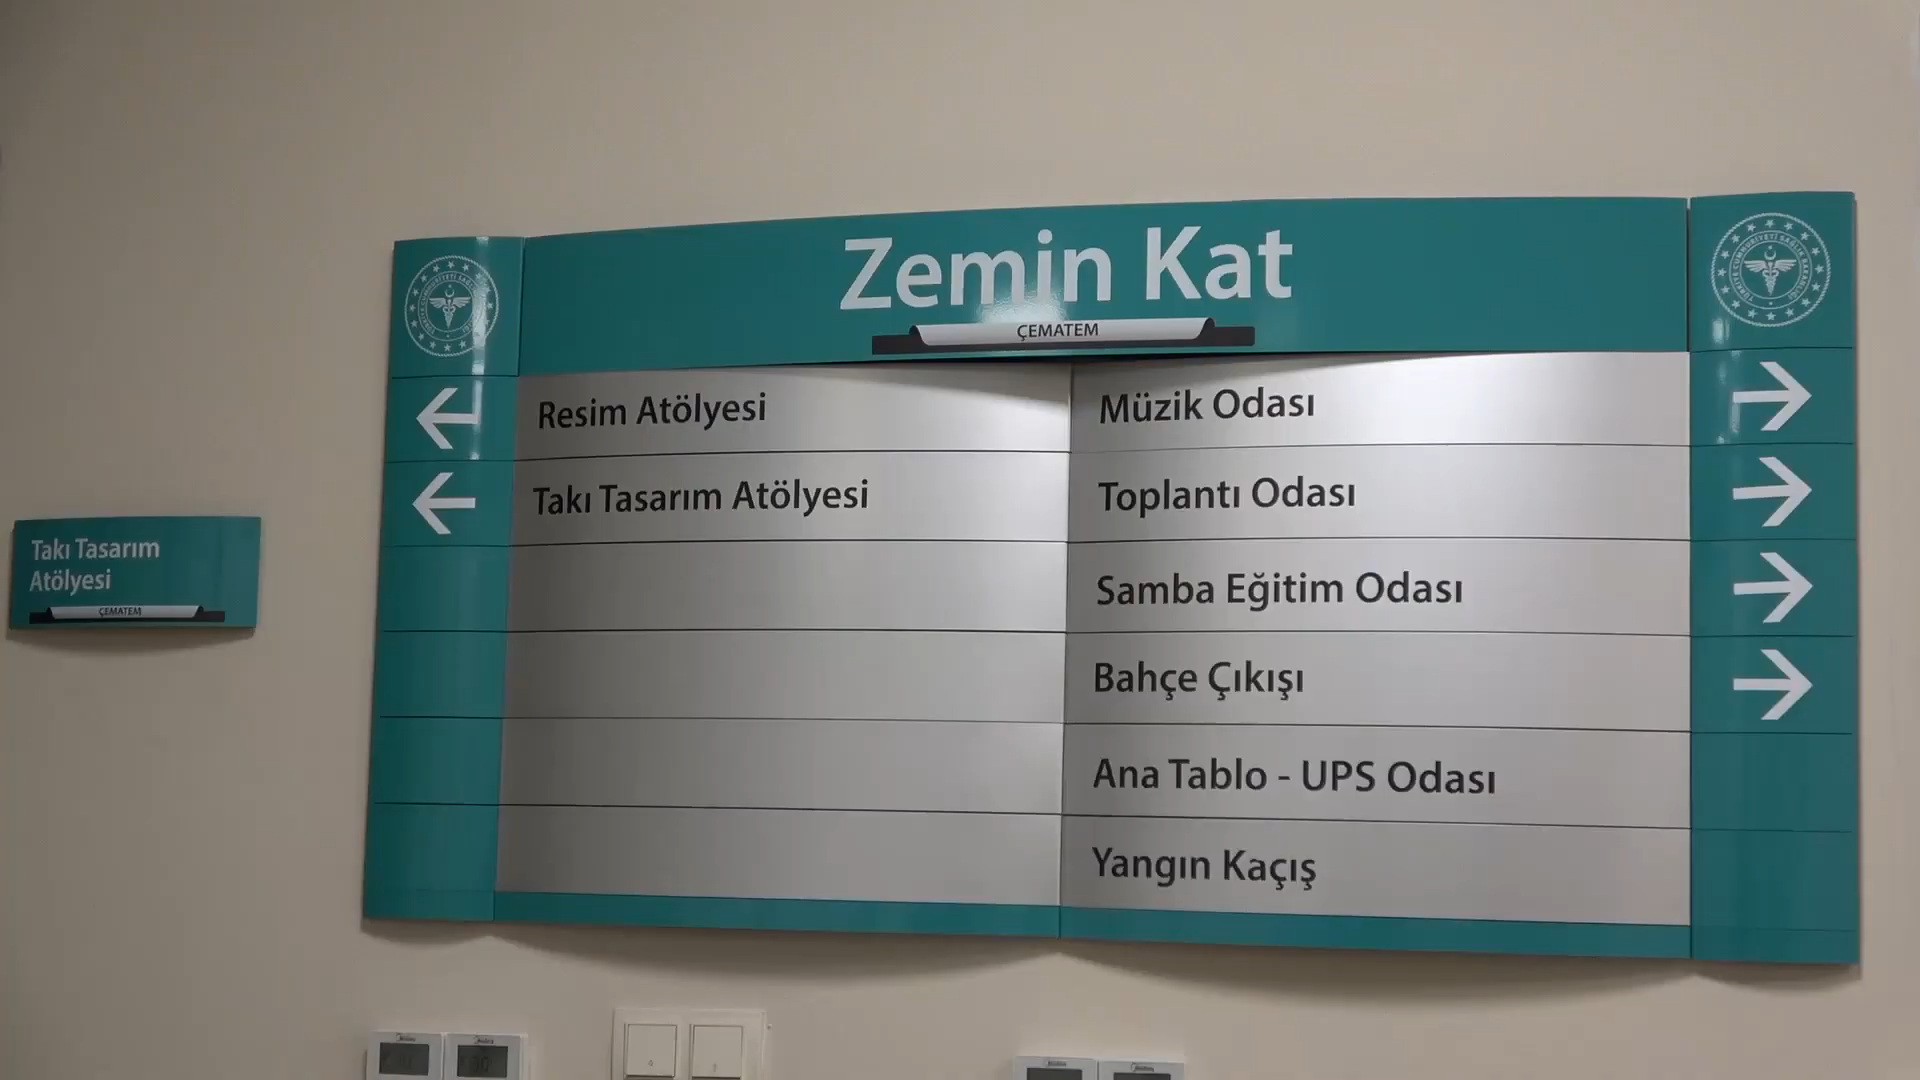 Zemin Kat
ÇEMATEM
Resim Atölyesi
Takı Tasarım Atölyesi
Müzik Odası
Toplantı Odası
Samba Eğitim Odası
Bahçe Çıkışı
Ana Tablo - UPS Odası
Yangın Kaçış
Takı Tasarım
Atölyesi
ÇEMATEM